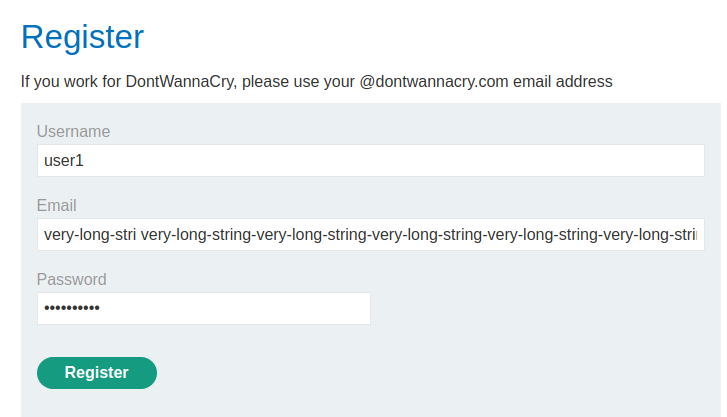 Register
If you work for DontWannaCry, please use your @dontwannacry.com email address
Username
user1
Email
very-long-stri very-long-string-very-long-string-very-long-string-very-long-string-very-long-stri
Password
••••••••••
Register